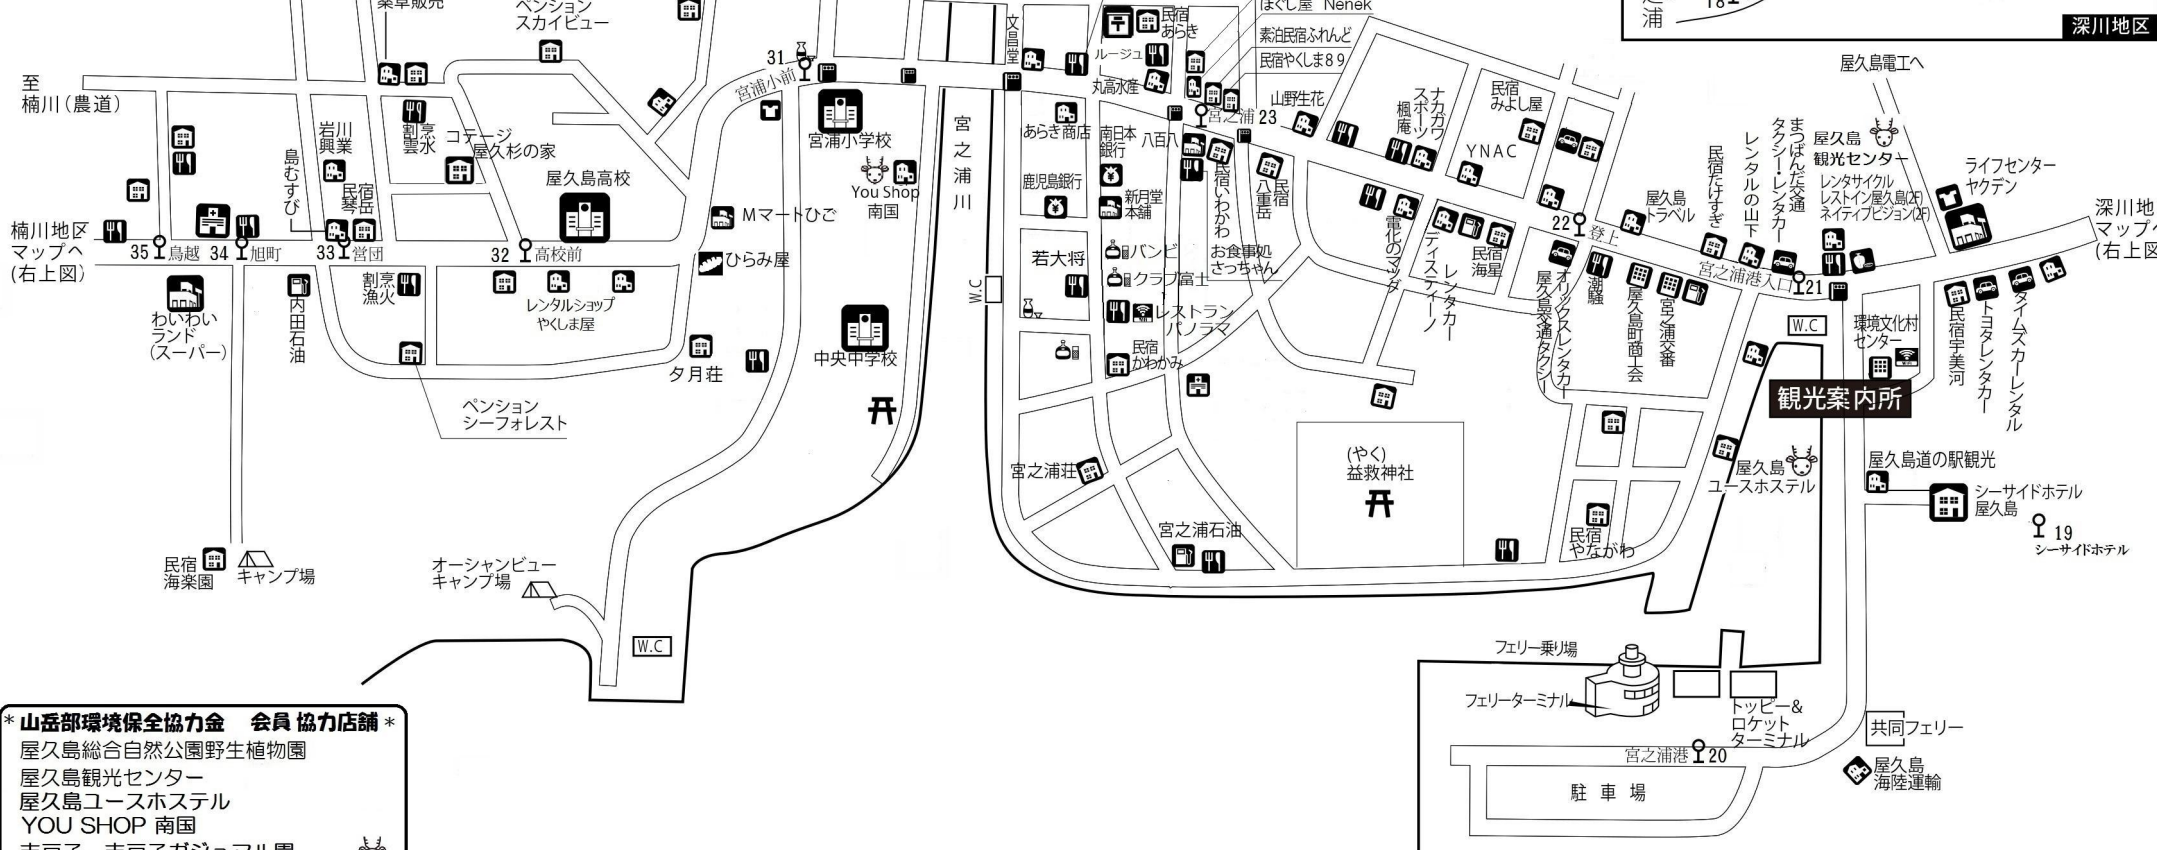 ペンション
スカイビュー
至
楠川(農道)
楠川地区
マップへ
(右上図)
35
鳥越
34
旭町
33
営団
32
高校前
31
宮浦小前
島むすび
岩川
興業
民宿
琴岳
割烹
雲水
コテージ
屋久杉の家
屋久島高校
Mマートひご
ひらみ屋
わいわい
ランド
(スーパー)
内田石油
割烹
漁火
レンタルショップ
やくしま屋
夕月荘
ペンション
シーフォレスト
民宿
海楽園
キャンプ場
オーシャンビュー
キャンプ場
W.C
宮浦小学校
You Shop
南国
中央中学校
宮之浦川
W.C
文昌堂
民宿
あらき
ルージュ
丸高水産
ほぐし屋 Nenek
素泊民宿ふれんど
民宿やくしま89
山野生花
宮之浦 23
あらき商店
南日本
銀行
八百八
鹿児島銀行
新月堂
本舗
民宿いわかわ
民宿
八重岳
バンビ
クラブ富士
お食事処
さっちゃん
若大将
レストラン
パノラマ
民宿
かわかみ
宮之浦荘
宮之浦石油
(やく)
益救神社
ナカガワ
スポーツ
楓庵
民宿
みよし屋
YNAC
電化のマツダ
レンタカー
ディスティーノ
民宿
海星
22
登上
屋久島
トラベル
オリックスレンタカー
屋久島交通タクシー
潮騒
屋久島町商工会
宮之浦交番
民宿たけすぎ
レンタルの山下
まつばんだ交通
タクシー・レンタカー
屋久島電工へ
屋久島
観光センター
レンタサイクル
レストイン屋久島(2F)
ネイティブビジョン(2F)
ライフセンター
ヤクデン
深川地
マップへ
(右上図
深川地区
宮之浦港入口
21
W.C
環境文化村
センター
観光案内所
民宿宇美河
トヨタレンタカー
タイムズカーレンタル
屋久島
ユースホステル
民宿
やながわ
屋久島道の駅観光
シーサイドホテル
屋久島
19
シーサイドホテル
フェリー乗り場
フェリーターミナル
トッピー&
ロケット
ターミナル
共同フェリー
宮之浦港
20
屋久島
海陸運輸
駐車場
*山岳部環境保全協力金 会員協力店舗*
屋久島総合自然公園野生植物園
屋久島観光センター
屋久島ユースホステル
YOU SHOP 南国